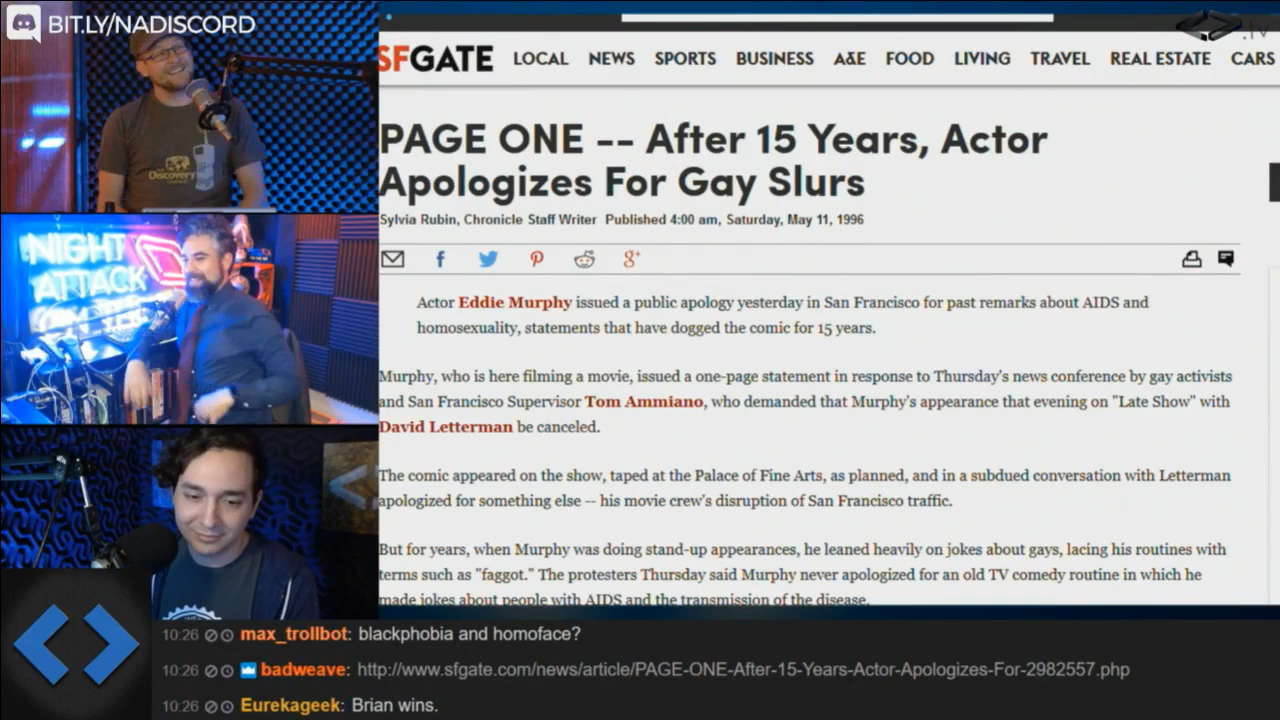 BIT.LY/NADISCORD
.tv
SFGATE LOCAL NEWS SPORTS BUSINESS A&E FOOD LIVING TRAVEL REAL ESTATE CARS
PAGE ONE -- After 15 Years, Actor
Apologizes For Gay Slurs
Sylvia Rubin, Chronicle Staff Writer Published 4:00 am, Saturday, May 11, 1996
Actor Eddie Murphy issued a public apology yesterday in San Francisco for past remarks about AIDS and
homosexuality, statements that have dogged the comic for 15 years.
Murphy, who is here filming a movie, issued a one-page statement in response to Thursday's news conference by gay activists
and San Francisco Supervisor Tom Ammiano, who demanded that Murphy's appearance that evening on "Late Show" with
David Letterman be canceled.
The comic appeared on the show, taped at the Palace of Fine Arts, as planned, and in a subdued conversation with Letterman
apologized for something else -- his movie crew's disruption of San Francisco traffic.
But for years, when Murphy was doing stand-up appearances, he leaned heavily on jokes about gays, lacing his routines with
terms such as "faggot." The protesters Thursday said Murphy never apologized for an old TV comedy routine in which he
made jokes about people with AIDS and the transmission of the disease.
Discovery
CHANNEL
NIGHT
ATTACK
10:26 max_trollbot: blackphobia and homoface?
10:26 badweave: http://www.sfgate.com/news/article/PAGE-ONE-After-15-Years-Actor-Apologizes-For-2982557.php
10:26 Eurekageek: Brian wins.